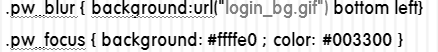 .pw_blur { background:url("login_bg.gif") bottom left}
.pw_focus { background: #ffffe0 ; color: #003300 }